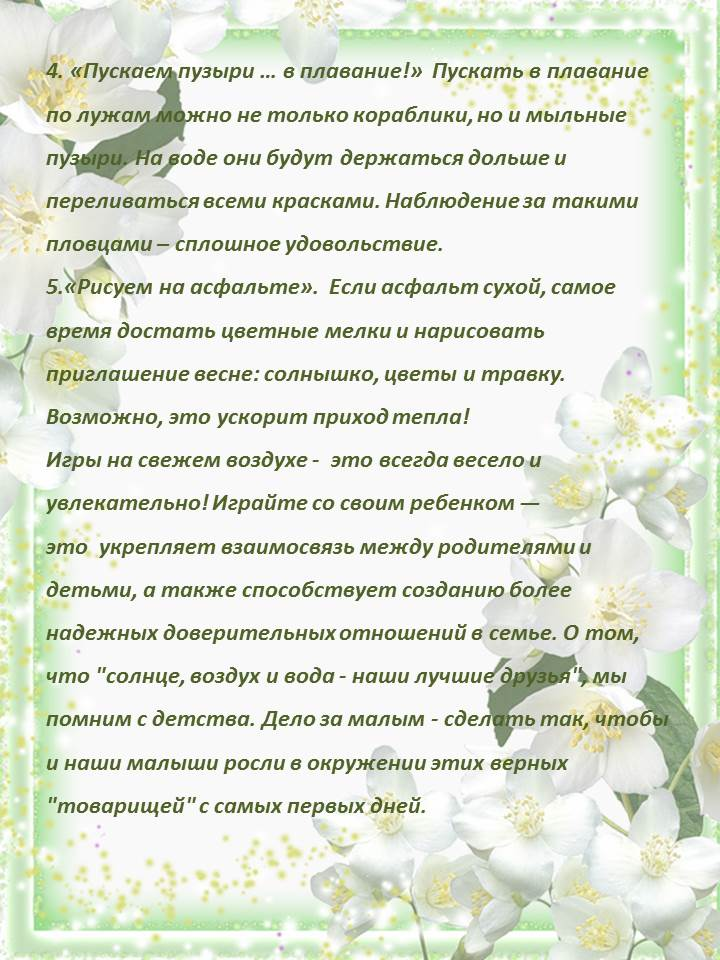 4. «Пускаем пузыри ... в плавание!» Пускать в плавание
по лужам можно не только кораблики, но и мыльные
пузыри. На воде они будут держаться дольше и
переливаться всеми красками. Наблюдение за такими
пловцами – сплошное удовольствие.
5.«Рисуем на асфальте». Если асфальт сухой, самое
время достать цветные мелки и нарисовать
приглашение весне: солнышко, цветы и травку.
Возможно, это ускорит приход тепла!
Игры на свежем воздухе - это всегда весело и
увлекательно! Играйте со своим ребенком —
это укрепляет взаимосвязь между родителями и
детьми, а также способствует созданию более
надежных доверительных отношений в семье. О том,
что "солнце, воздух и вода - наши лучшие друзья", мы
помним с детства. Дело за малым - сделать так, чтобы
и наши малыши росли в окружении этих верных
"товарищей" с самых первых дней.